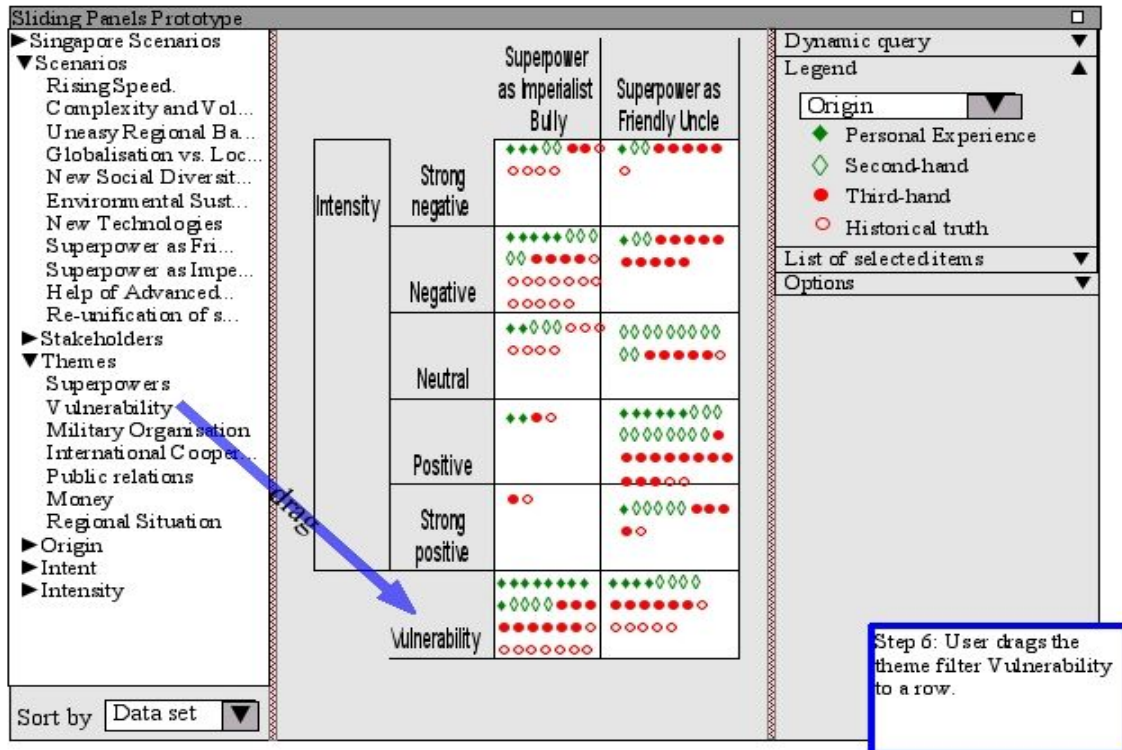 Sliding Panels Prototype
▶Singapore Scenarios
▼Scenarios
Rising Speed.
Complexity and Vol...
Uneasy Regional Ba...
Globalisation vs. Loc...
New Social Diversit...
Environmental Sust...
New Technologies
Superpower as Fri...
Superpower as Impe...
Help of Advanced...
Re-unification of s...
▶Stakeholders
▼Themes
Superpowers
Vulnerability
Military Organisation
International Cooper...
Public relations
Money
Regional Situation
▶Origin
▶Intent
▶Intensity
Sort by Data set ▼
drag
Superpower
as Imperialist
Bully
Superpower as
Friendly Uncle
Intensity
Strong
negative
Negative
Neutral
Positive
Strong
positive
Vulnerability
Dynamic query ▼
Legend ▲
Origin ▼
Personal Experience
Second-hand
Third-hand
Historical truth
List of selected items ▼
Options ▼
Step 6: User drags the
theme filter Vulnerability
to a row.